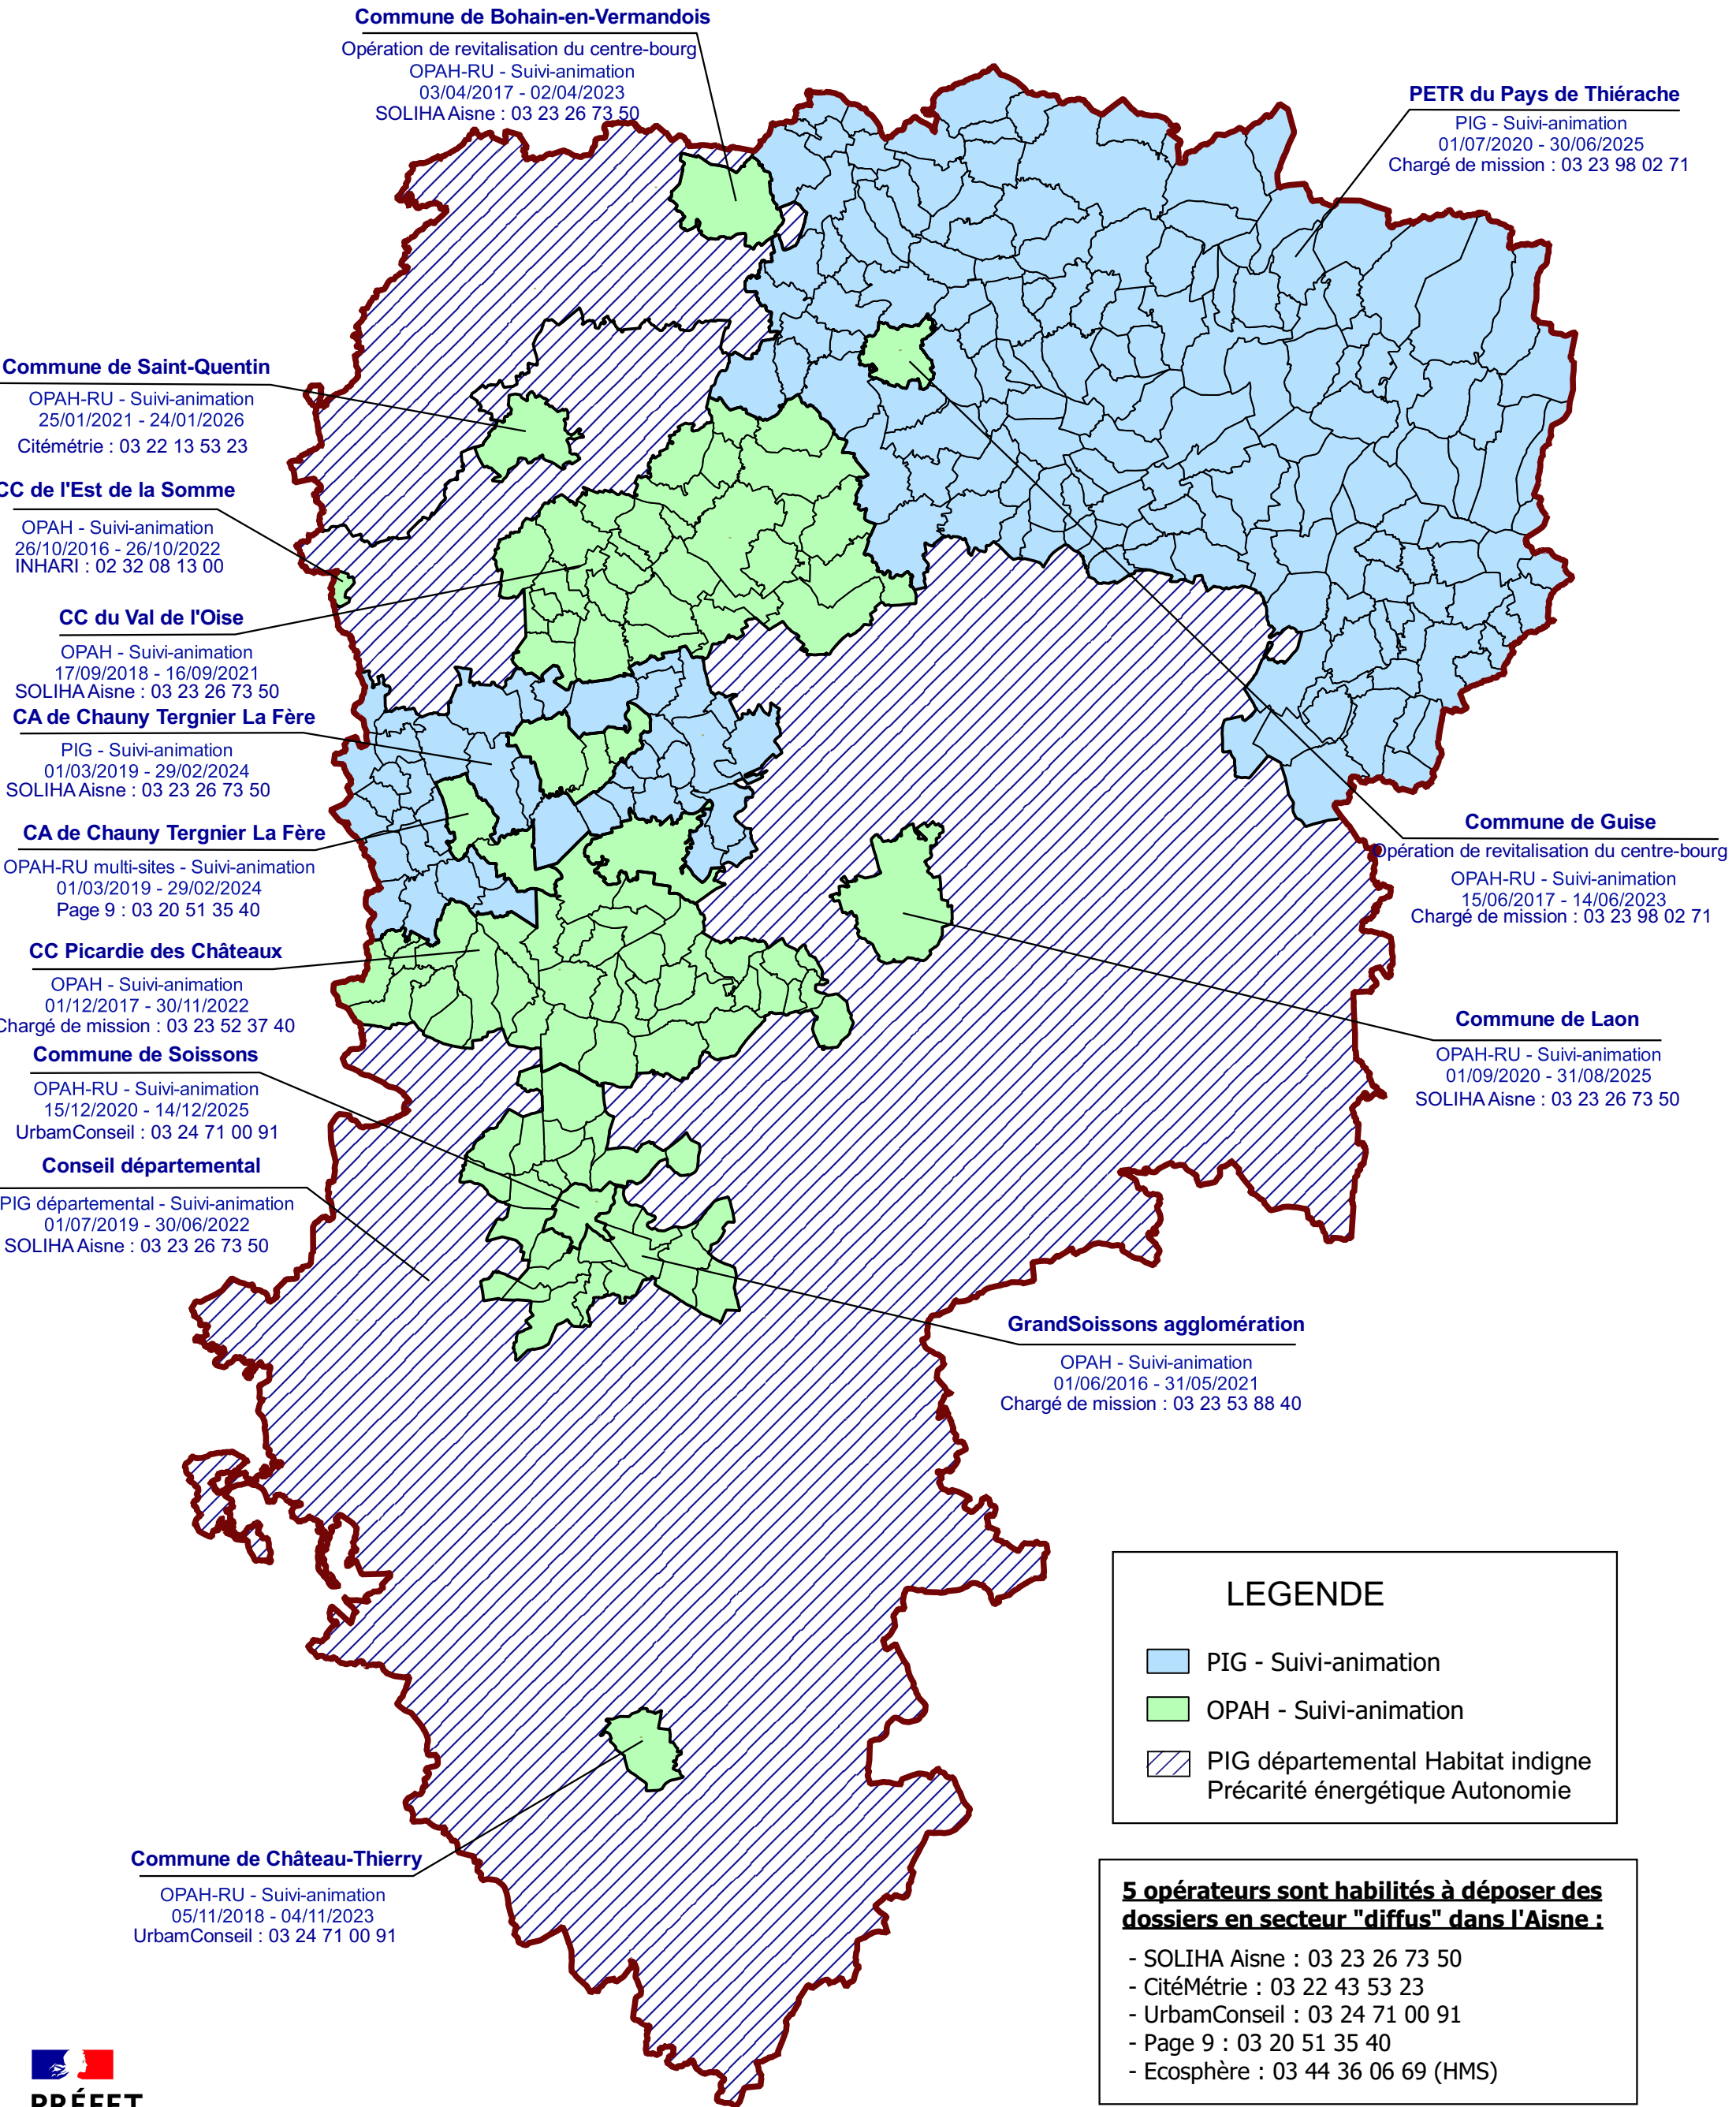 Commune de Bohain-en-Vermandois
Opération de revitalisation du centre-bourg
OPAH-RU - Suivi-animation
03/04/2017 - 02/04/2023
SOLIHA Aisne : 03 23 26 73 50
PETR du Pays de Thiérache
PIG - Suivi-animation
01/07/2020 - 30/06/2025
Chargé de mission : 03 23 98 02 71
Commune de Saint-Quentin
OPAH-RU - Suivi-animation
25/01/2021 - 24/01/2026
Citémétrie : 03 22 13 53 23
CC de l'Est de la Somme
OPAH - Suivi-animation
26/10/2016 - 26/10/2022
INHARI : 02 32 08 13 00
CC du Val de l'Oise
OPAH - Suivi-animation
17/09/2018 - 16/09/2021
SOLIHA Aisne : 03 23 26 73 50
CA de Chauny Tergnier La Fère
PIG - Suivi-animation
01/03/2019 - 29/02/2024
SOLIHA Aisne : 03 23 26 73 50
CA de Chauny Tergnier La Fère
OPAH-RU multi-sites - Suivi-animation
01/03/2019 - 29/02/2024
Page 9 : 03 20 51 35 40
CC Picardie des Châteaux
OPAH - Suivi-animation
01/12/2017 - 30/11/2022
Chargé de mission : 03 23 52 37 40
Commune de Soissons
OPAH-RU - Suivi-animation
15/12/2020 - 14/12/2025
UrbamConseil : 03 24 71 00 91
Conseil départemental
PIG départemental - Suivi-animation
01/07/2019 - 30/06/2022
SOLIHA Aisne : 03 23 26 73 50
Commune de Guise
Opération de revitalisation du centre-bourg
OPAH-RU - Suivi-animation
15/06/2017 - 14/06/2023
Chargé de mission : 03 23 98 02 71
Commune de Laon
OPAH-RU - Suivi-animation
01/09/2020 - 31/08/2025
SOLIHA Aisne : 03 23 26 73 50
GrandSoissons agglomération
OPAH - Suivi-animation
01/06/2016 - 31/05/2021
Chargé de mission : 03 23 53 88 40
Commune de Château-Thierry
OPAH-RU - Suivi-animation
05/11/2018 - 04/11/2023
UrbamConseil : 03 24 71 00 91
LEGENDE
PIG - Suivi-animation
OPAH - Suivi-animation
PIG départemental Habitat indigne
Précarité énergétique Autonomie
5 opérateurs sont habilités à déposer des
dossiers en secteur "diffus" dans l'Aisne :
- SOLIHA Aisne : 03 23 26 73 50
- CitéMétrie : 03 22 43 53 23
- UrbamConseil : 03 24 71 00 91
- Page 9 : 03 20 51 35 40
- Ecosphère : 03 44 36 06 69 (HMS)
PRÉFET